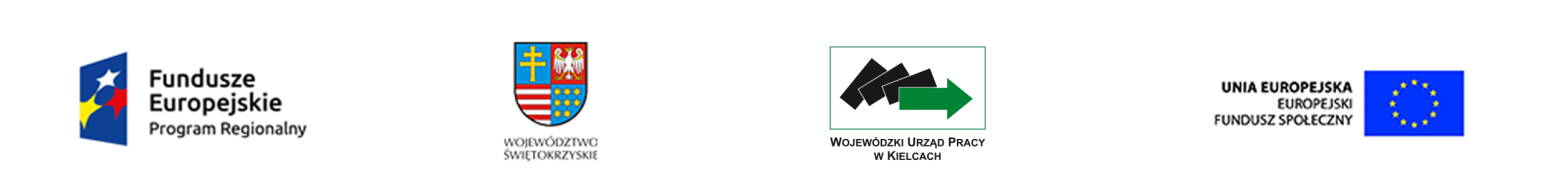 Fundusze
Europejskie
Program Regionalny
WOJEWÓDZTWO
ŚWIĘTOKRZYSKIE
WOJEWÓDZKI URZĄD PRACY
W KIELCACH
UNIA EUROPEJSKA
EUROPEJSKI
FUNDUSZ SPOŁECZNY